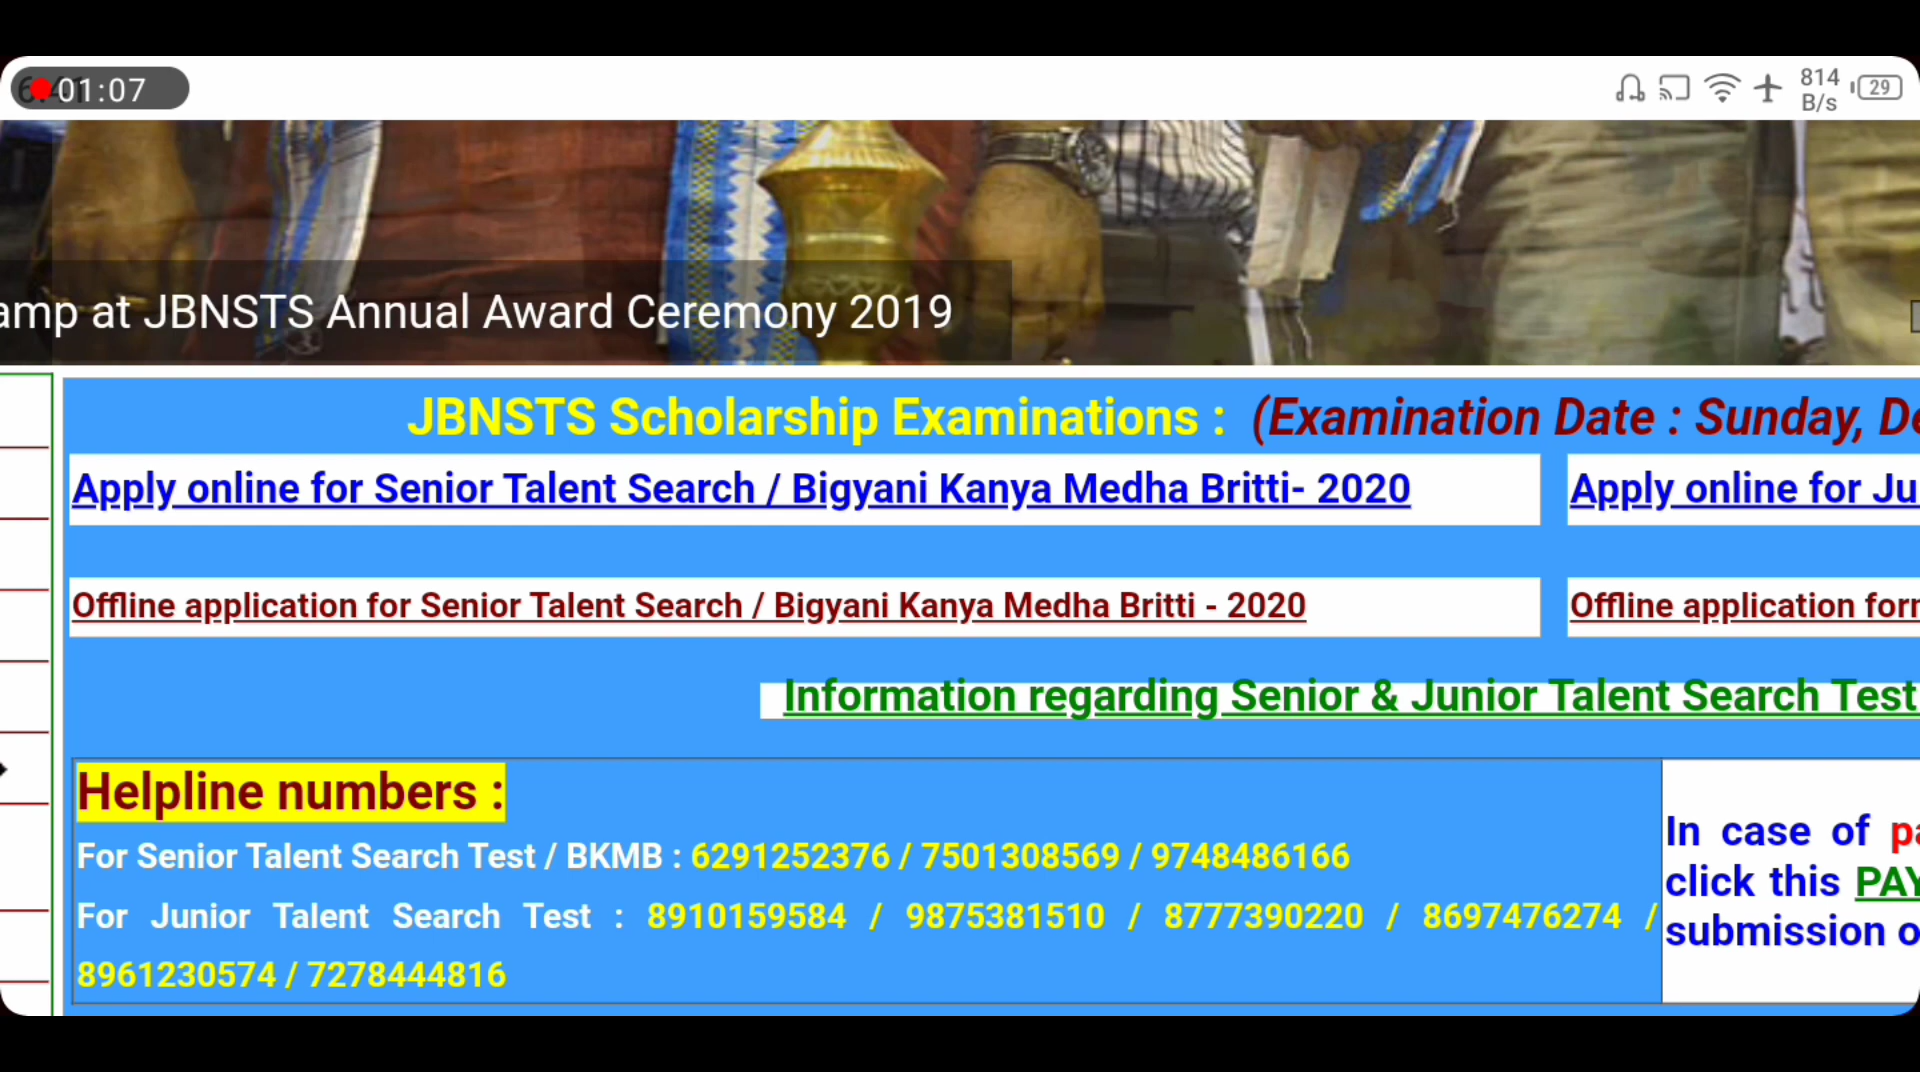 01:07
814
B/s
29
amp at JBNSTS Annual Award Ceremony 2019
JBNSTS Scholarship Examinations : (Examination Date : Sunday,
Apply online for Senior Talent Search / Bigyani Kanya Medha Britti- 2020
Apply online for Ju
Offline application for Senior Talent Search / Bigyani Kanya Medha Britti - 2020
Offline application for
Information regarding Senior & Junior Talent Search Test
Helpline numbers :
For Senior Talent Search Test / BKMB : 6291252376 / 7501308569 / 9748486166
For Junior Talent Search Test : 8910159584 / 9875381510 / 8777390220 / 8697476274 /
8961230574 / 7278444816
In case of pa
click this PAY
submission o